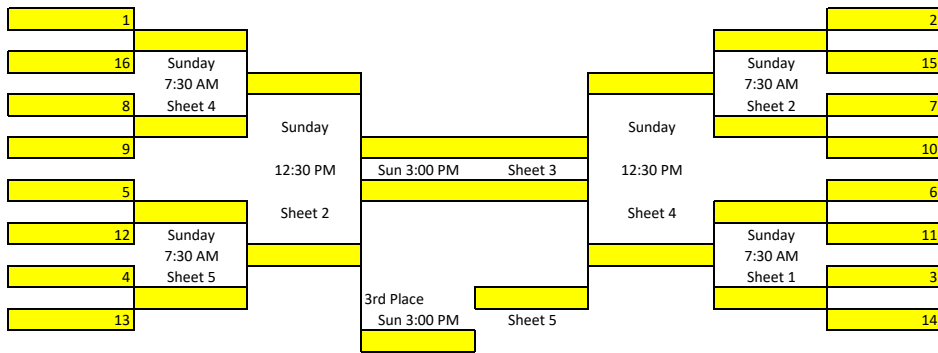 1 2
16 Sunday Sunday 15
7:30 AM 7:30 AM
8 Sheet 4 Sheet 2 7
Sunday Sunday
9 10
12:30 PM Sun 3:00 PM Sheet 3 12:30 PM
5 6
Sheet 2 Sheet 4
12 Sunday Sunday 11
7:30 AM 7:30 AM
4 Sheet 5 Sheet 1 3
3rd Place
13 Sun 3:00 PM Sheet 5 14